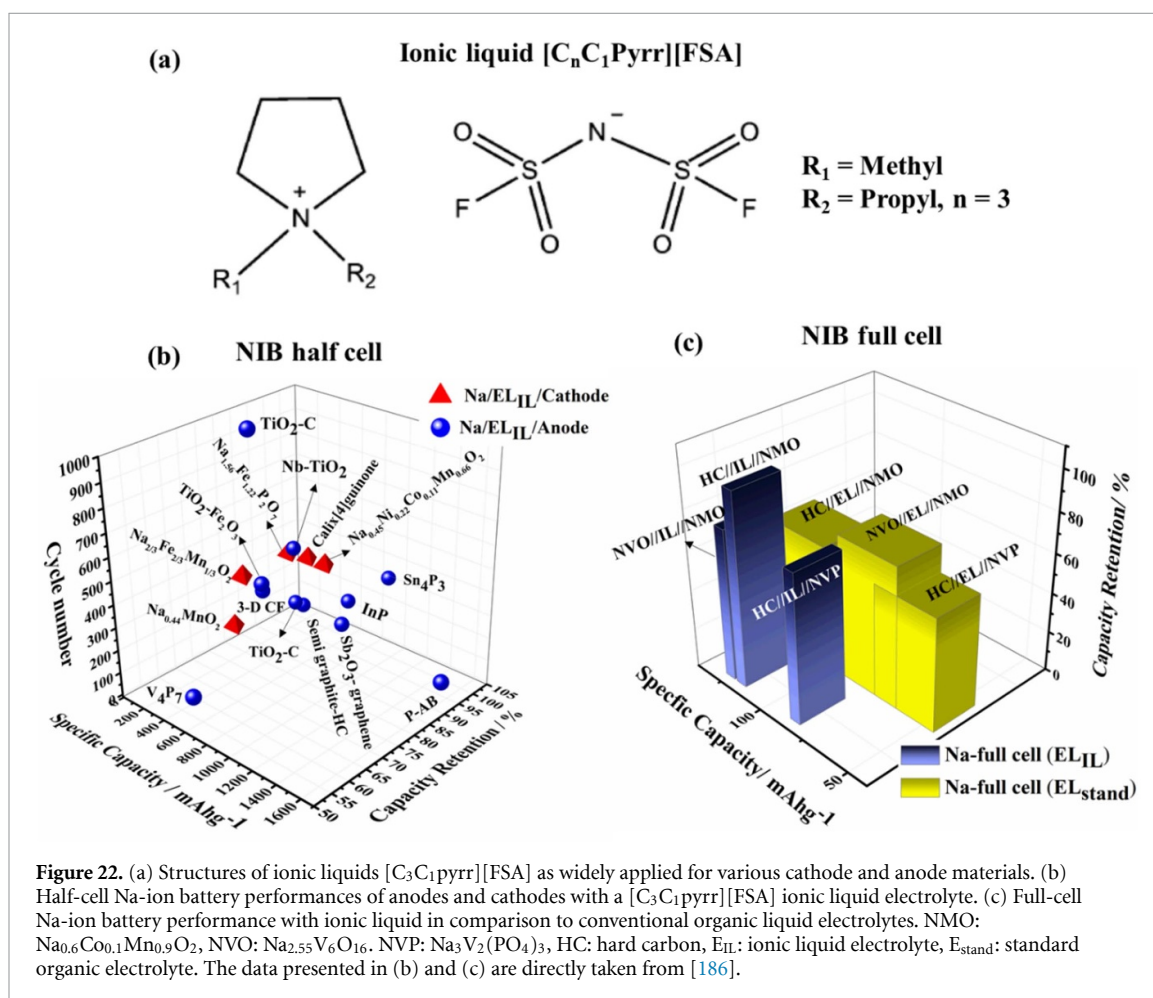 (a)
Ionic liquid [CnC1Pyrr][FSA]
N
+
R1
R2
O
N
−
O
S
S
F
F
O
O
R1 = Methyl
R2 = Propyl, n = 3
(b)
NIB half cell
Na/ELIL/Cathode
Na/ELIL/Anode
TiO2-C
Na1.56Fe1.22P2O7
Nb-TiO2
Calix(4)guinone
Na0.45Ni0.22Co0.11Mn0.66O2
TiO2-Fe2O3
Na2/3Fe2/3Mn1/3O2
Sn4P3
3-D CF
InP
Na0.44MnO2
TiO2-C
Semi graphite-HC
Sb2O3-graphene
P-AB
V4P7
Cycle number
1000
900
800
700
600
500
400
300
200
100
0
200
400
600
800
1000
1200
1400
1600
Specific Capacity / mAhg-1
50
55
60
65
70
75
80
85
90
95
100
105
Capacity Retention / %
(c)
NIB full cell
HC//IL//NMO
NVO//IL//NMO
HC//EL//NMO
NVO//EL//NMO
HC//IL//NVP
HC//EL//NVP
100
80
60
40
20
0
Capacity Retention/ %
100
50
Specfic Capacity/ mAhg-1
Na-full cell (ELIL)
Na-full cell (ELstand)
Figure 22. (a) Structures of ionic liquids [C3C1pyrr][FSA] as widely applied for various cathode and anode materials. (b)
Half-cell Na-ion battery performances of anodes and cathodes with a [C3C1pyrr][FSA] ionic liquid electrolyte. (c) Full-cell
Na-ion battery performance with ionic liquid in comparison to conventional organic liquid electrolytes. NMO:
Na0.6Co0.1Mn0.9O2, NVO: Na2.55V6O16. NVP: Na3V2(PO4)3, HC: hard carbon, EIL: ionic liquid electrolyte, Estand: standard
organic electrolyte. The data presented in (b) and (c) are directly taken from [186].